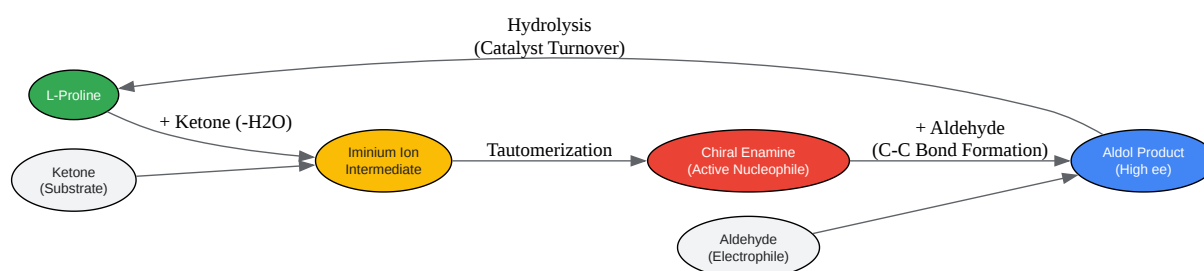 Hydrolysis
(Catalyst Turnover)
L-Proline
+ Ketone (-H2O)
Ketone
(Substrate)
Iminium Ion
Intermediate
Tautomerization
Chiral Enamine
(Active Nucleophile)
+ Aldehyde
(C-C Bond Formation)
Aldol Product
(High ee)
Aldehyde
(Electrophile)